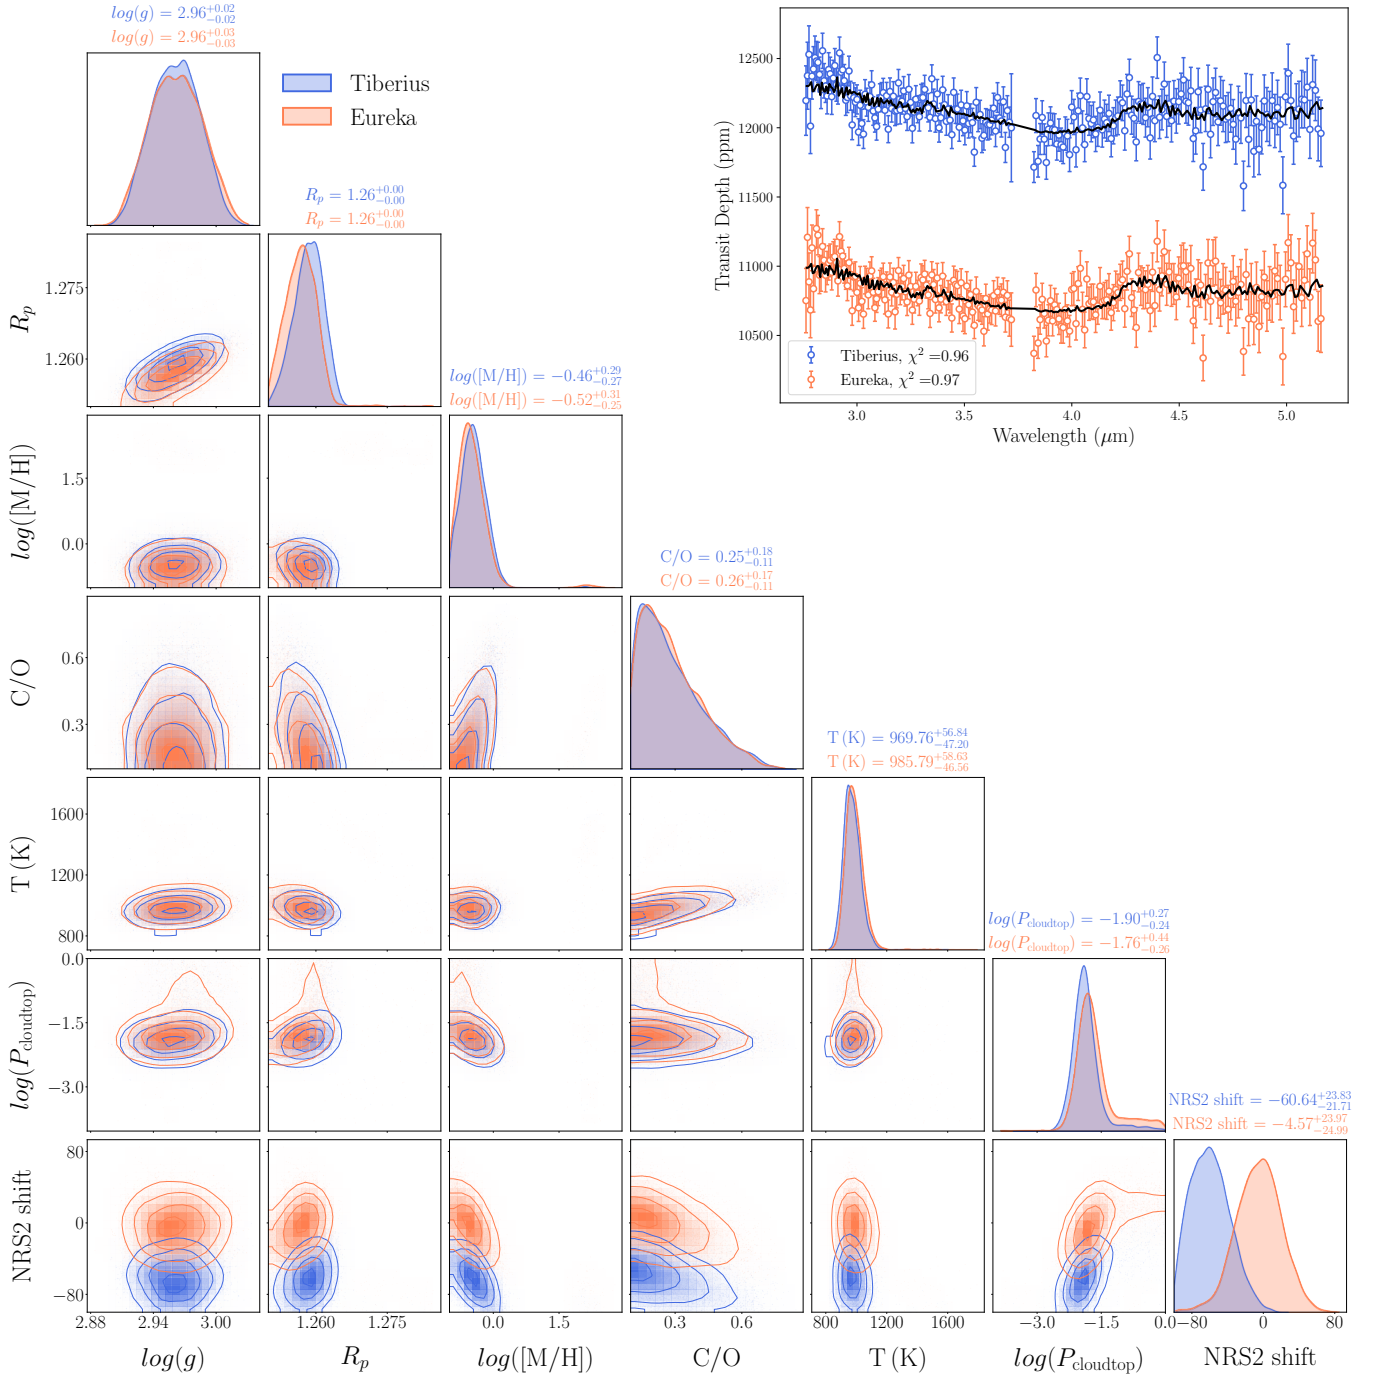 log(g) = 2.96+0.02−0.02
log(g) = 2.96+0.03−0.03
Tiberius
Eureka
12500
12000
11500
11000
10500
Transit Depth (ppm)
Tiberius, χ² =0.96
Eureka, χ² =0.97
3.0 3.5 4.0 4.5 5.0
Wavelength (μm)
Rp = 1.26+0.00−0.00
Rp = 1.26+0.00−0.00
1.275
1.260
Rp
log([M/H]) = −0.46+0.29−0.27
log([M/H]) = −0.52+0.31−0.25
1.5
0.0
log([M/H])
C/O = 0.25+0.18−0.11
C/O = 0.26+0.17−0.11
0.6
0.3
C/O
T (K) = 969.76+56.84−47.20
T (K) = 985.79+58.63−46.56
1600
1200
800
T (K)
log(Pcloudtop) = −1.90+0.27−0.24
log(Pcloudtop) = −1.76+0.44−0.26
0.0
−1.5
−3.0
log(Pcloudtop)
NRS2 shift = −60.64+23.83−21.71
NRS2 shift = −4.57+23.97−24.99
80
0
−80
NRS2 shift
2.88 2.94 3.00 1.260 1.275 0.0 1.5 0.3 0.6 800 1200 1600 −3.0 −1.5 0.0 −80 0 80
log(g) Rp log([M/H]) C/O T (K) log(Pcloudtop) NRS2 shift